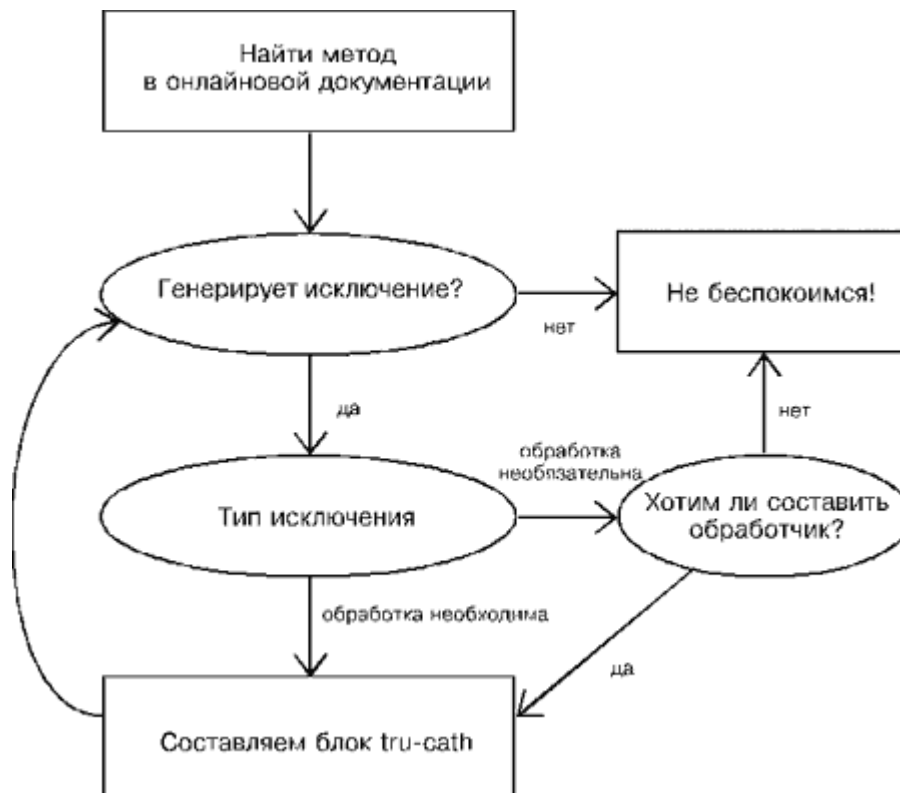 Найти метод
в онлайновой документации
Генерирует исключение?
нет
Не беспокоимся!
да
обработка
необязательна
нет
Тип исключения
Хотим ли составить
обработчик?
обработка необходима
да
Составляем блок tru-cath